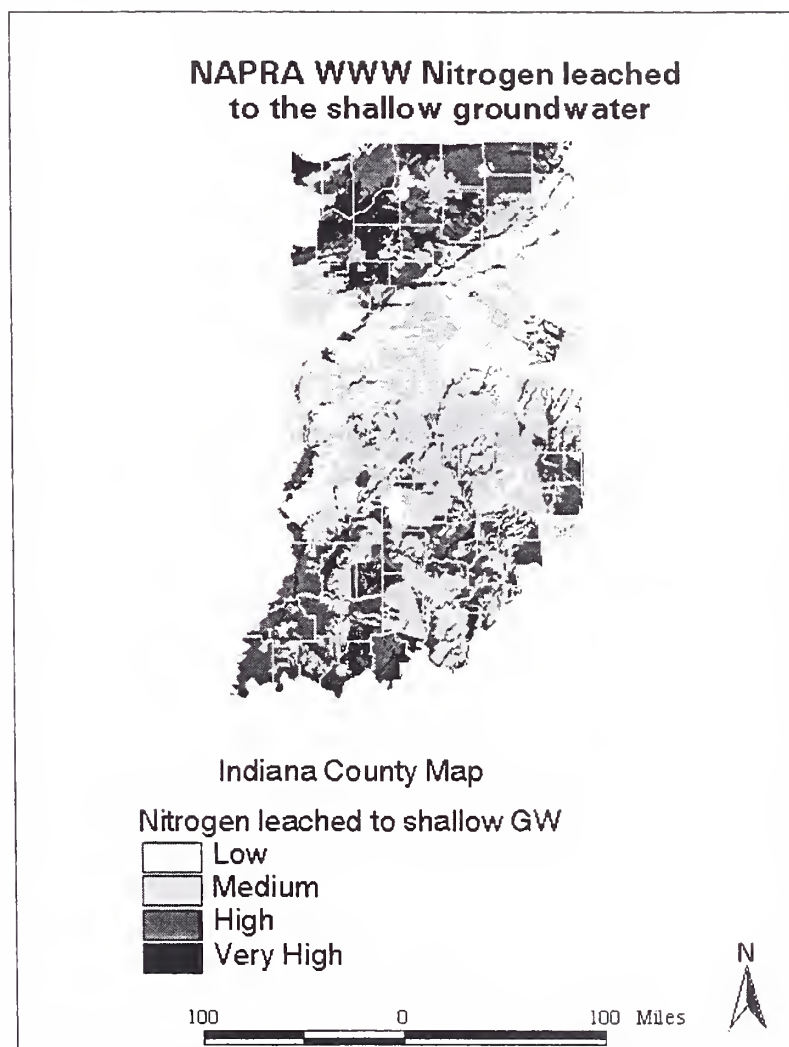 NAPRA WWW Nitrogen leached
to the shallow groundwater
Indiana County Map
Nitrogen leached to shallow GW
Low
Medium
High
Very High
N
100 0 100 Miles